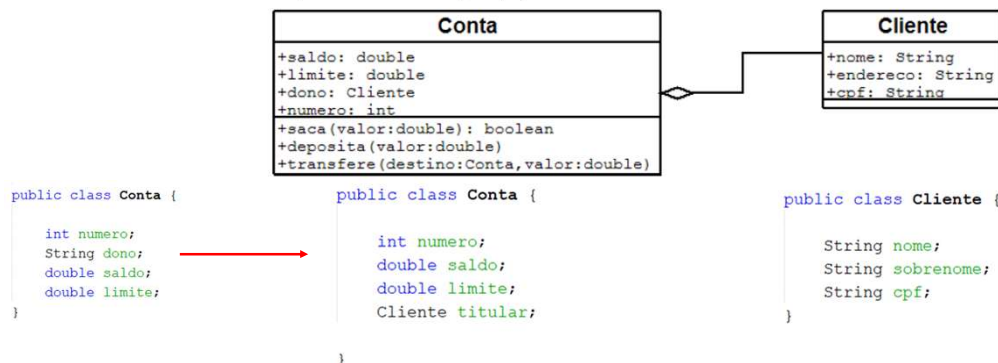 Conta
+saldo: double
+limite: double
+dono: Cliente
+numero: int
+saca(valor:double): boolean
+deposita(valor:double)
+transfere(destino:Conta,valor:double)
Cliente
+nome: String
+endereco: String
+cpf: String
public class Conta {
int numero;
String dono;
double saldo;
double limite;
}
public class Conta {
int numero;
double saldo;
double limite;
Cliente titular;
}
public class Cliente {
String nome;
String sobrenome;
String cpf;
}